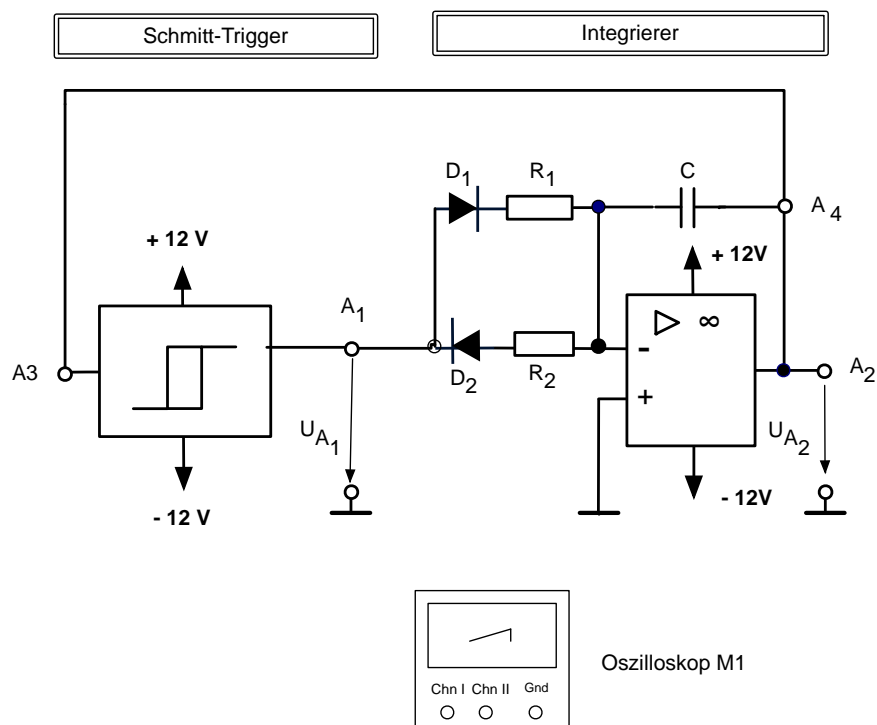 Schmitt-Trigger
Integrierer
D1
R1
C
A4
+ 12 V
+ 12V
A1
∞
A3
-
D2
R2
A2
+
UA1
UA2
- 12 V
- 12V
Oszilloskop M1
Chn I Chn II Gnd